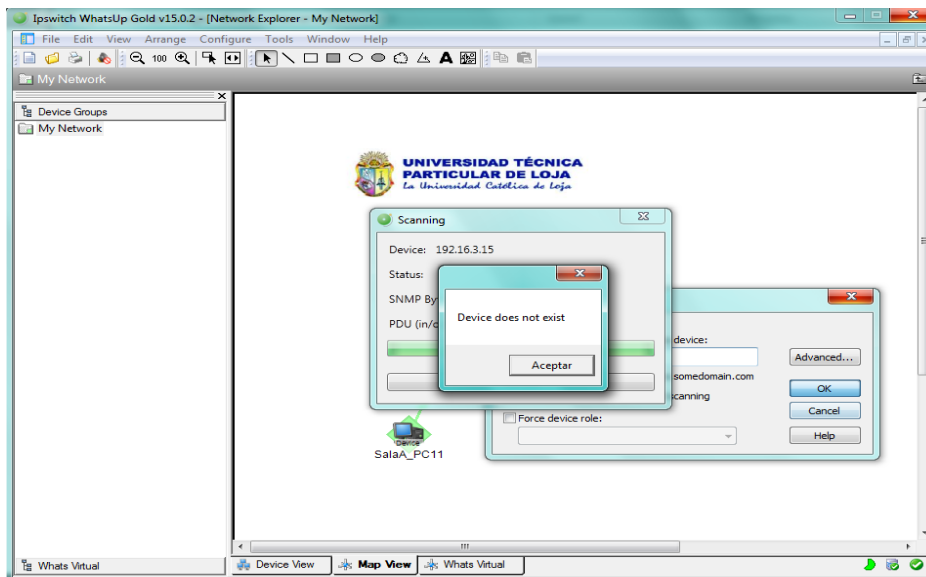 Ipswitch WhatsUp Gold v15.0.2 - [Network Explorer - My Network]
File Edit View Arrange Configure Tools Window Help
100
A
My Network
Device Groups
My Network
UNIVERSIDAD TÉCNICA
PARTICULAR DE LOJA
La Universidad Católica de Loja
Scanning
Device: 192.16.3.15
Status:
SNMP By
PDU (in/o
Device does not exist
Aceptar
device:
Advanced...
somedomain.com
scanning
OK
Cancel
Force device role:
Help
Device
SalaA_PC11
Whats Virtual
Device View
Map View
Whats Virtual